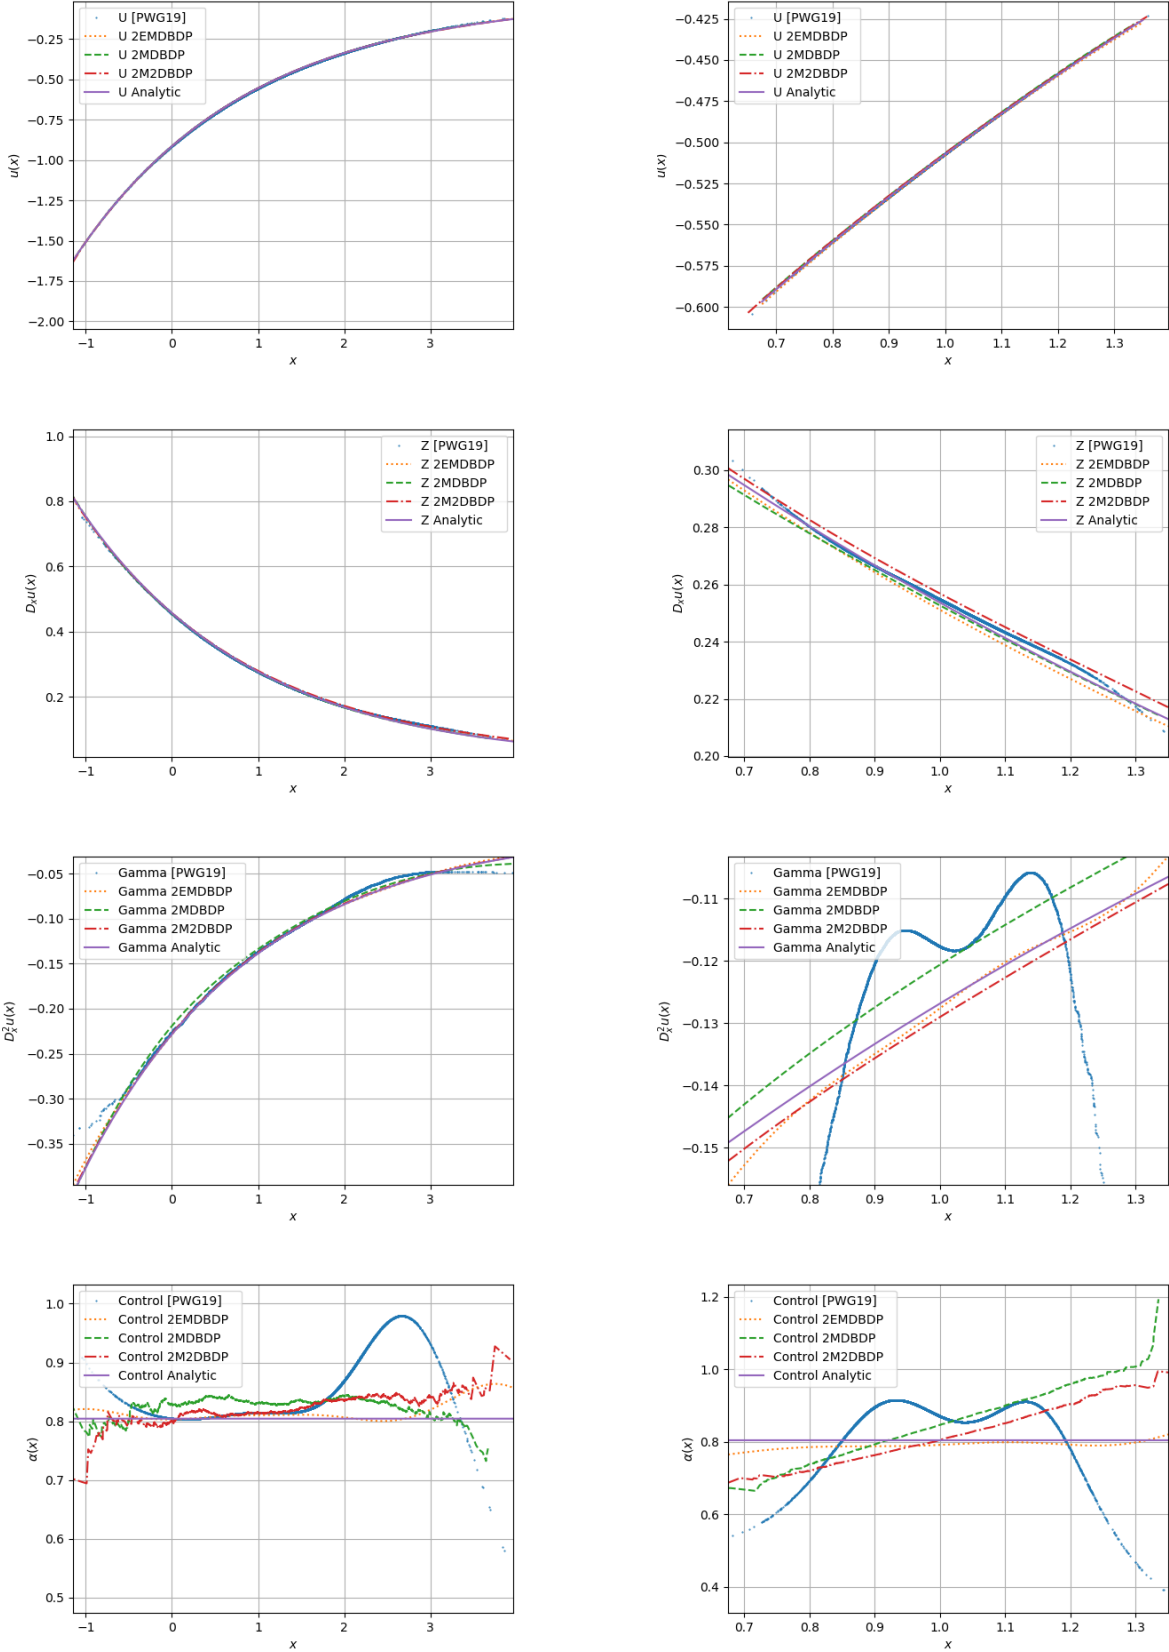 U [PWG19]
U 2EMDBDP
U 2MDBDP
U 2M2DBDP
U Analytic
−0.25
−0.50
−0.75
−1.00
−1.25
−1.50
−1.75
−2.00
u(x)
−1 0 1 2 3
x
U [PWG19]
U 2EMDBDP
U 2MDBDP
U 2M2DBDP
U Analytic
−0.425
−0.450
−0.475
−0.500
−0.525
−0.550
−0.575
−0.600
u(x)
0.7 0.8 0.9 1.0 1.1 1.2 1.3
x
Z [PWG19]
Z 2EMDBDP
Z 2MDBDP
Z 2M2DBDP
Z Analytic
1.0
0.8
0.6
0.4
0.2
Dₓu(x)
−1 0 1 2 3
x
Z [PWG19]
Z 2EMDBDP
Z 2MDBDP
Z 2M2DBDP
Z Analytic
0.30
0.28
0.26
0.24
0.22
0.20
Dₓu(x)
0.7 0.8 0.9 1.0 1.1 1.2 1.3
x
Gamma [PWG19]
Gamma 2EMDBDP
Gamma 2MDBDP
Gamma 2M2DBDP
Gamma Analytic
−0.05
−0.10
−0.15
−0.20
−0.25
−0.30
−0.35
Dₓ²u(x)
−1 0 1 2 3
x
Gamma [PWG19]
Gamma 2EMDBDP
Gamma 2MDBDP
Gamma 2M2DBDP
Gamma Analytic
−0.11
−0.12
−0.13
−0.14
−0.15
Dₓ²u(x)
0.7 0.8 0.9 1.0 1.1 1.2 1.3
x
Control [PWG19]
Control 2EMDBDP
Control 2MDBDP
Control 2M2DBDP
Control Analytic
1.0
0.9
0.8
0.7
0.6
0.5
α(x)
−1 0 1 2 3
x
Control [PWG19]
Control 2EMDBDP
Control 2MDBDP
Control 2M2DBDP
Control Analytic
1.2
1.0
0.8
0.6
0.4
α(x)
0.7 0.8 0.9 1.0 1.1 1.2 1.3
x